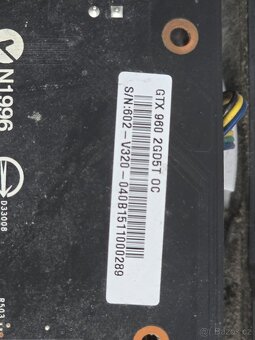 GTX 960 2GD5T OC
S/N:602-V320-040B1511000289
N1996
D33008